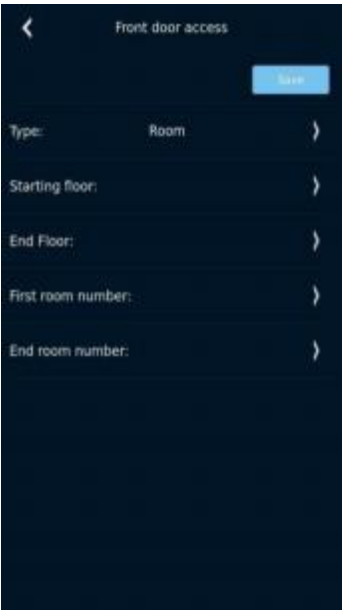 Front door access
Save
Type: Room
Starting floor:
End Floor:
First room number:
End room number: